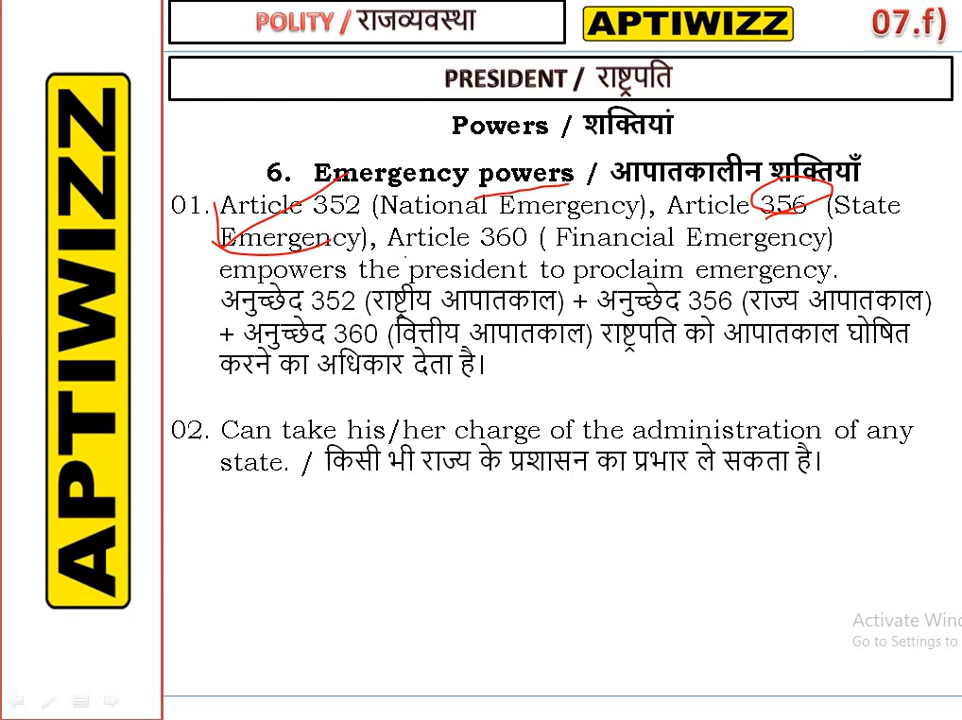 POLITY / राजव्यवस्था
APTIWIZZ
07.f)
APTIWIZZ
PRESIDENT / राष्ट्रपति
Powers / शक्तियां
6. Emergency powers / आपातकालीन शक्तियाँ
01. Article 352 (National Emergency), Article 356 (State
Emergency), Article 360 ( Financial Emergency)
empowers the president to proclaim emergency.
अनुच्छेद 352 (राष्ट्रीय आपातकाल) + अनुच्छेद 356 (राज्य आपातकाल)
+ अनुच्छेद 360 (वित्तीय आपातकाल) राष्ट्रपति को आपातकाल घोषित
करने का अधिकार देता है।
02. Can take his/her charge of the administration of any
state. / किसी भी राज्य के प्रशासन का प्रभार ले सकता है।
Activate Wind
Go to Settings to